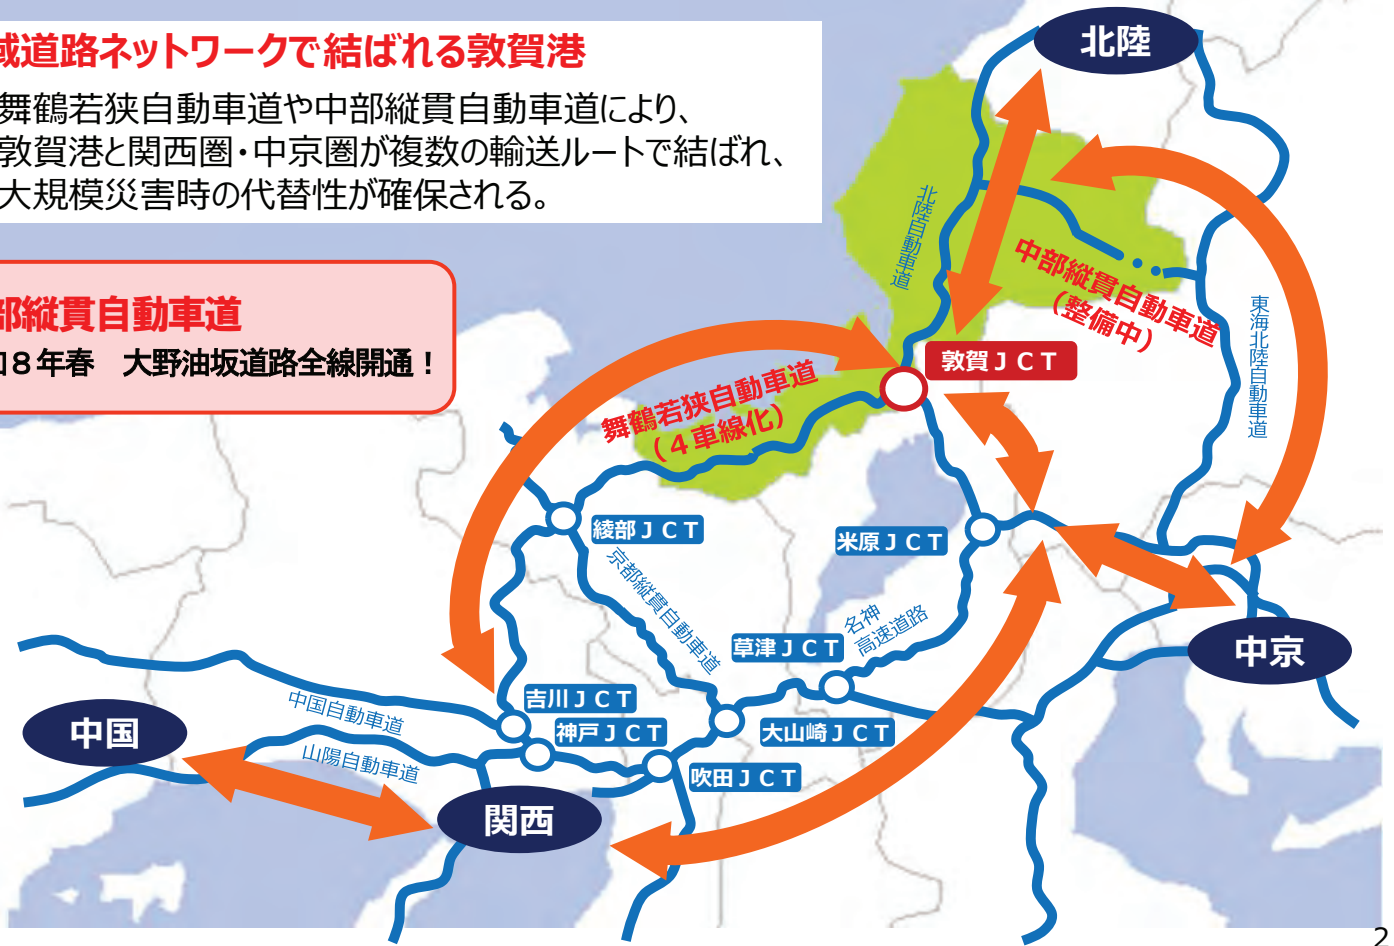 域道路ネットワークで結ばれる敦賀港
舞鶴若狭自動車道や中部縦貫自動車道により、
敦賀港と関西圏・中京圏が複数の輸送ルートで結ばれ、
大規模災害時の代替性が確保される。
部縦貫自動車道
８年春　大野油坂道路全線開通！
北陸
北陸自動車道
中部縦貫自動車道
（整備中）
東海北陸自動車道
敦賀ＪＣＴ
舞鶴若狭自動車道
（４車線化）
綾部ＪＣＴ
米原ＪＣＴ
京都縦貫自動車道
名神
高速道路
草津ＪＣＴ
中京
吉川ＪＣＴ
中国自動車道
神戸ＪＣＴ
大山崎ＪＣＴ
中国
山陽自動車道
吹田ＪＣＴ
関西
2